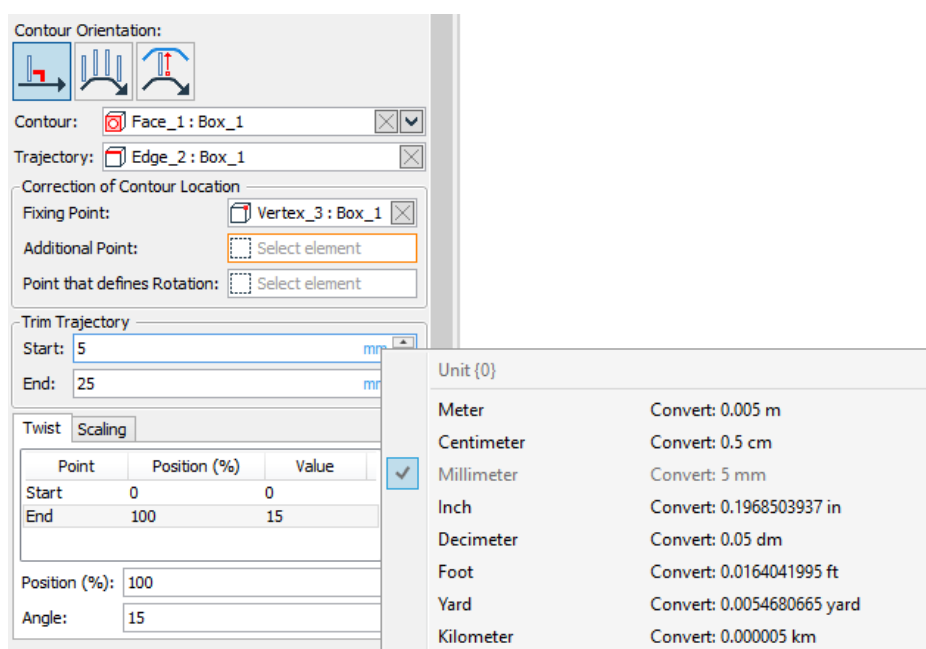 Contour Orientation:
Contour: Face_1 : Box_1
Trajectory: Edge_2 : Box_1
Correction of Contour Location
Fixing Point: Vertex_3 : Box_1
Additional Point: Select element
Point that defines Rotation: Select element
Trim Trajectory
Start: 5 mm
End: 25 mm
Unit {0}
Meter Convert: 0.005 m
Centimeter Convert: 0.5 cm
Millimeter Convert: 5 mm
Inch Convert: 0.1968503937 in
Decimeter Convert: 0.05 dm
Foot Convert: 0.0164041995 ft
Yard Convert: 0.0054680665 yard
Kilometer Convert: 0.000005 km
Twist Scaling
Point Position (%) Value
Start 0 0
End 100 15
Position (%): 100
Angle: 15